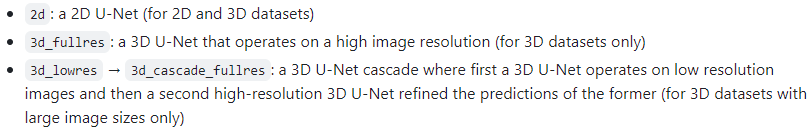 2d : a 2D U-Net (for 2D and 3D datasets)
3d_fullres : a 3D U-Net that operates on a high image resolution (for 3D datasets only)
3d_lowres → 3d_cascade_fullres : a 3D U-Net cascade where first a 3D U-Net operates on low resolution
images and then a second high-resolution 3D U-Net refined the predictions of the former (for 3D datasets with
large image sizes only)